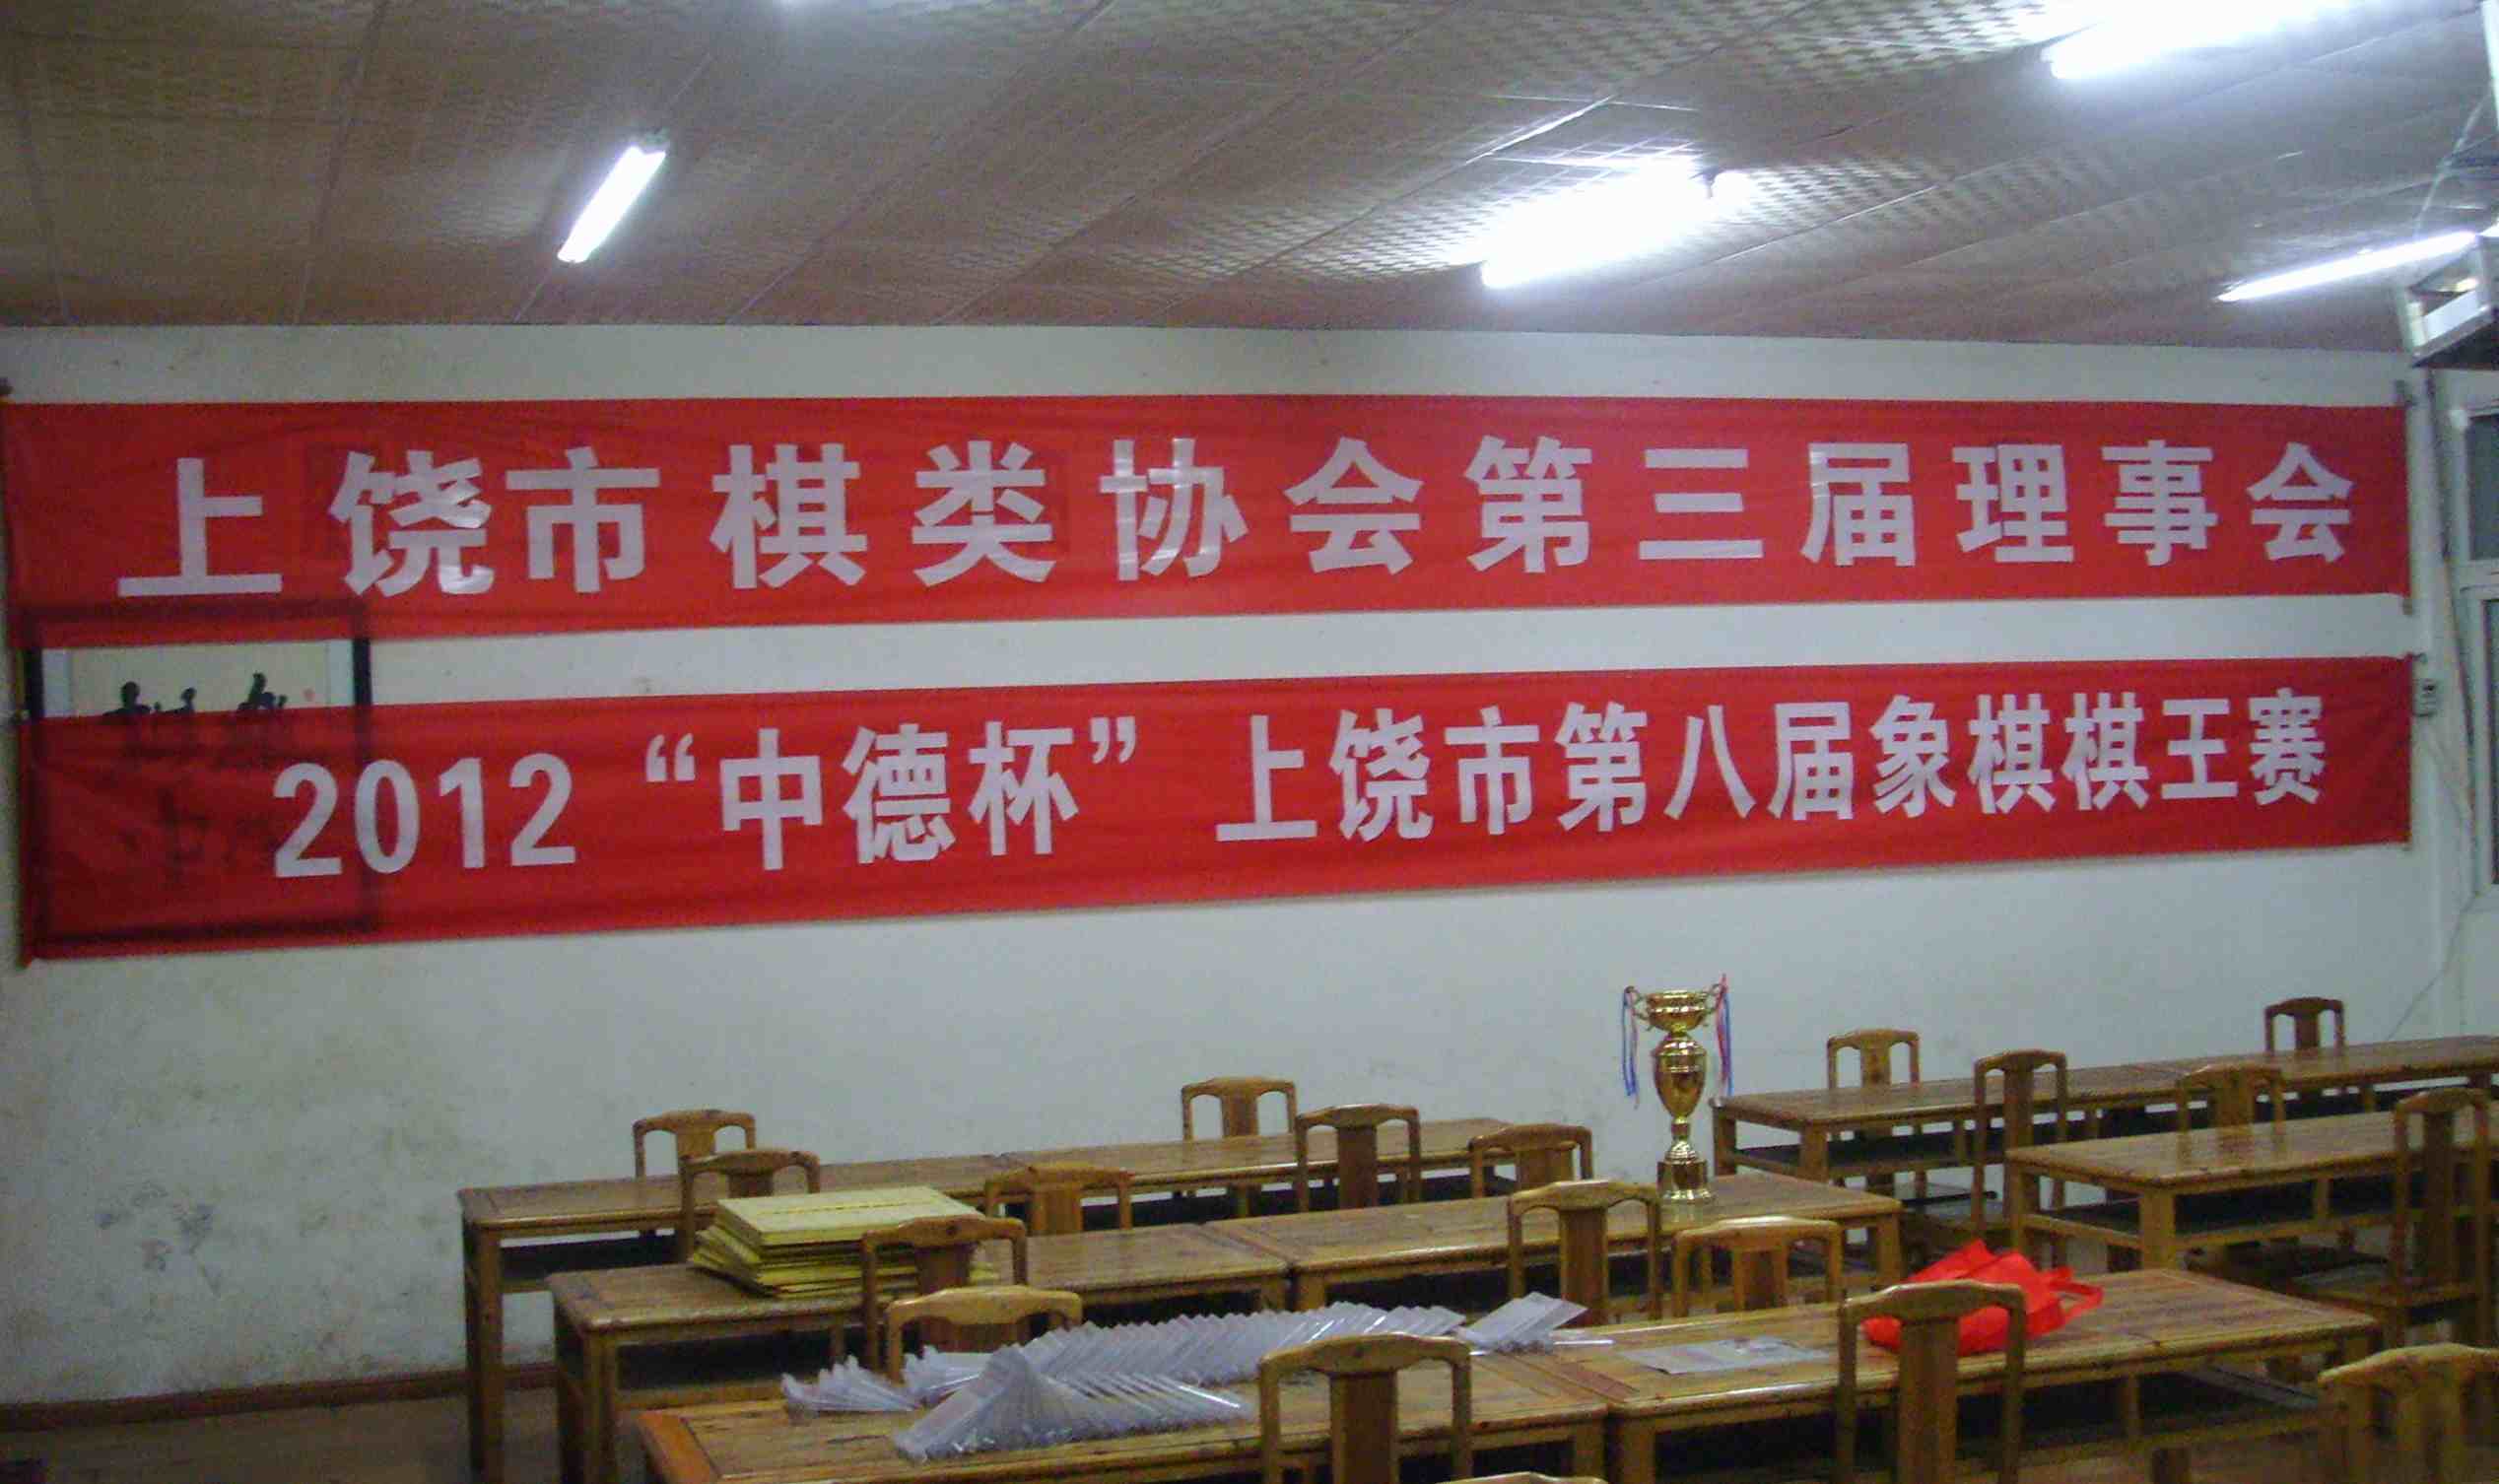 上饶市棋类协会第三届理事会
2012 “中德杯” 上饶市第八届象棋棋王赛